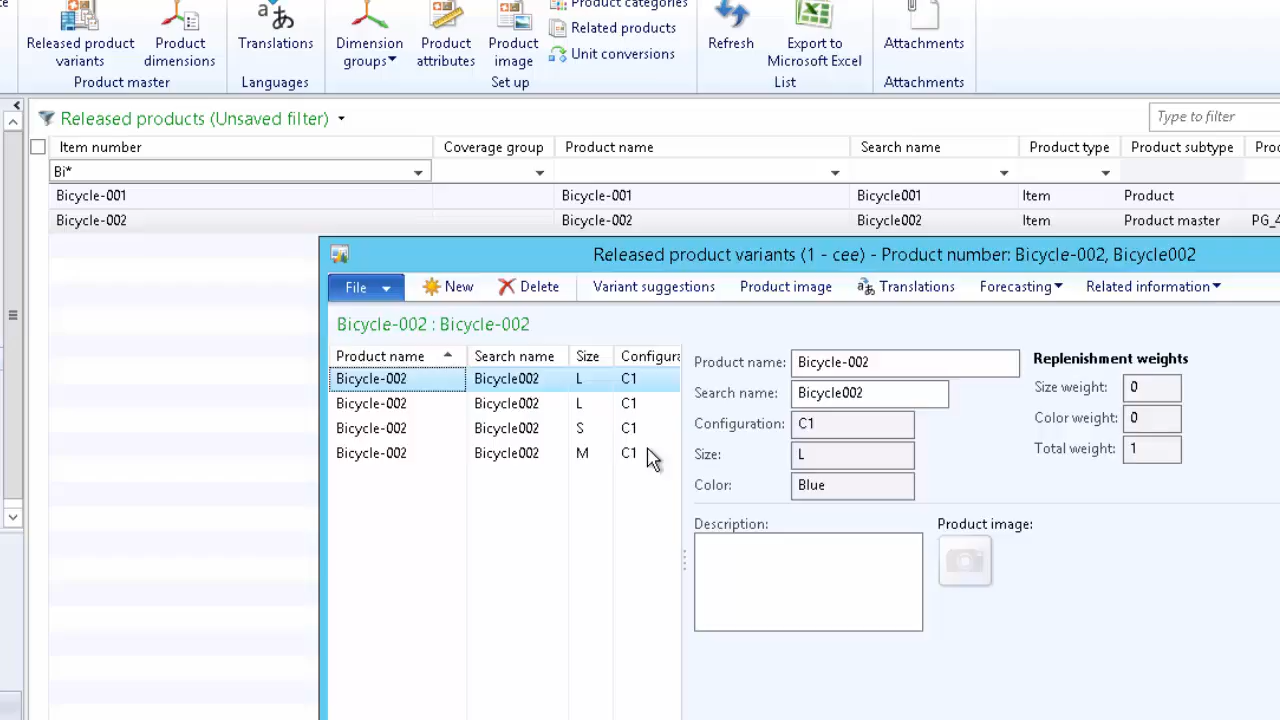 Product categories
Related products
Unit conversions
Released product variants
Product dimensions
Translations
Dimension groups
Product attributes
Product image
Refresh
Export to Microsoft Excel
Attachments
Product master
Languages
Set up
List
Attachments
Released products (Unsaved filter)
Type to filter
Item number Coverage group Product name Search name Product type Product subtype
Bi*
Bicycle-001 Bicycle-001 Bicycle001 Item Product
Bicycle-002 Bicycle-002 Bicycle002 Item Product master PG_4
Released product variants (1 - cee) - Product number: Bicycle-002, Bicycle002
File New Delete Variant suggestions Product image Translations Forecasting Related information
Bicycle-002 : Bicycle-002
Product name Search name Size Configura
Bicycle-002 Bicycle002 L C1
Bicycle-002 Bicycle002 L C1
Bicycle-002 Bicycle002 S C1
Bicycle-002 Bicycle002 M C1
Product name: Bicycle-002
Search name: Bicycle002
Configuration: C1
Size: L
Color: Blue
Replenishment weights
Size weight: 0
Color weight: 0
Total weight: 1
Description:
Product image: